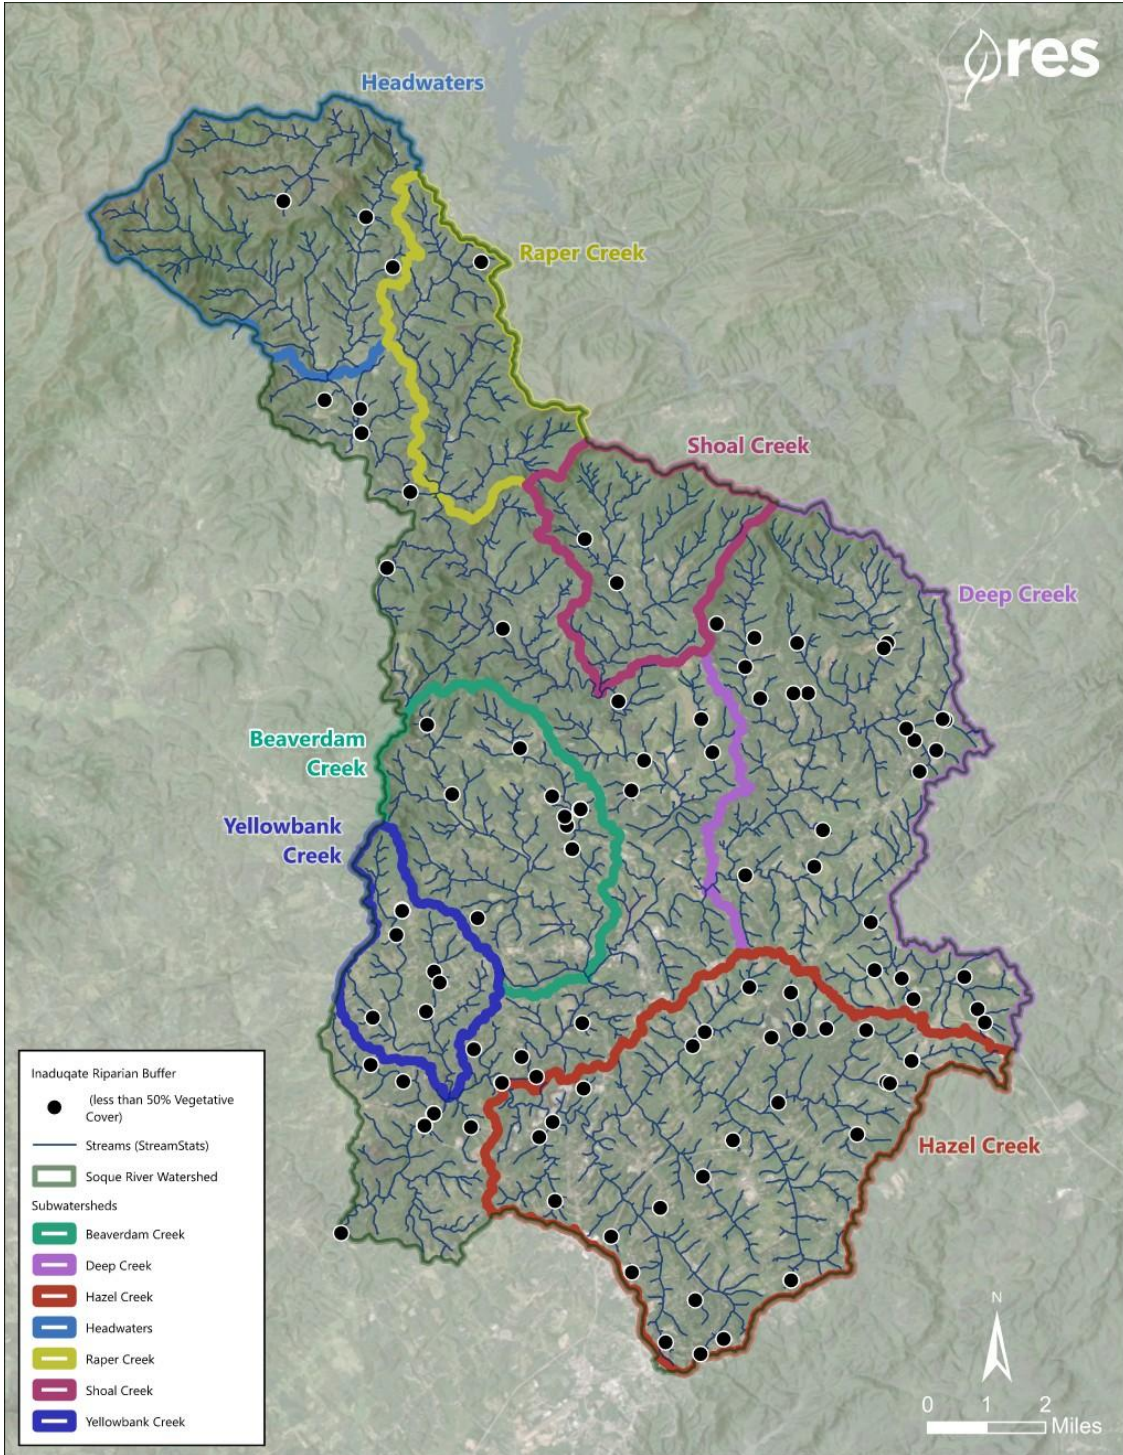 res
Headwaters
Raper Creek
Shoal Creek
Deep Creek
Beaverdam
Creek
Yellowbank
Creek
Hazel Creek
Inaduqate Riparian Buffer
(less than 50% Vegetative
Cover)
Streams (StreamStats)
Soque River Watershed
Subwatersheds
Beaverdam Creek
Deep Creek
Hazel Creek
Headwaters
Raper Creek
Shoal Creek
Yellowbank Creek
N
0 1 2
Miles